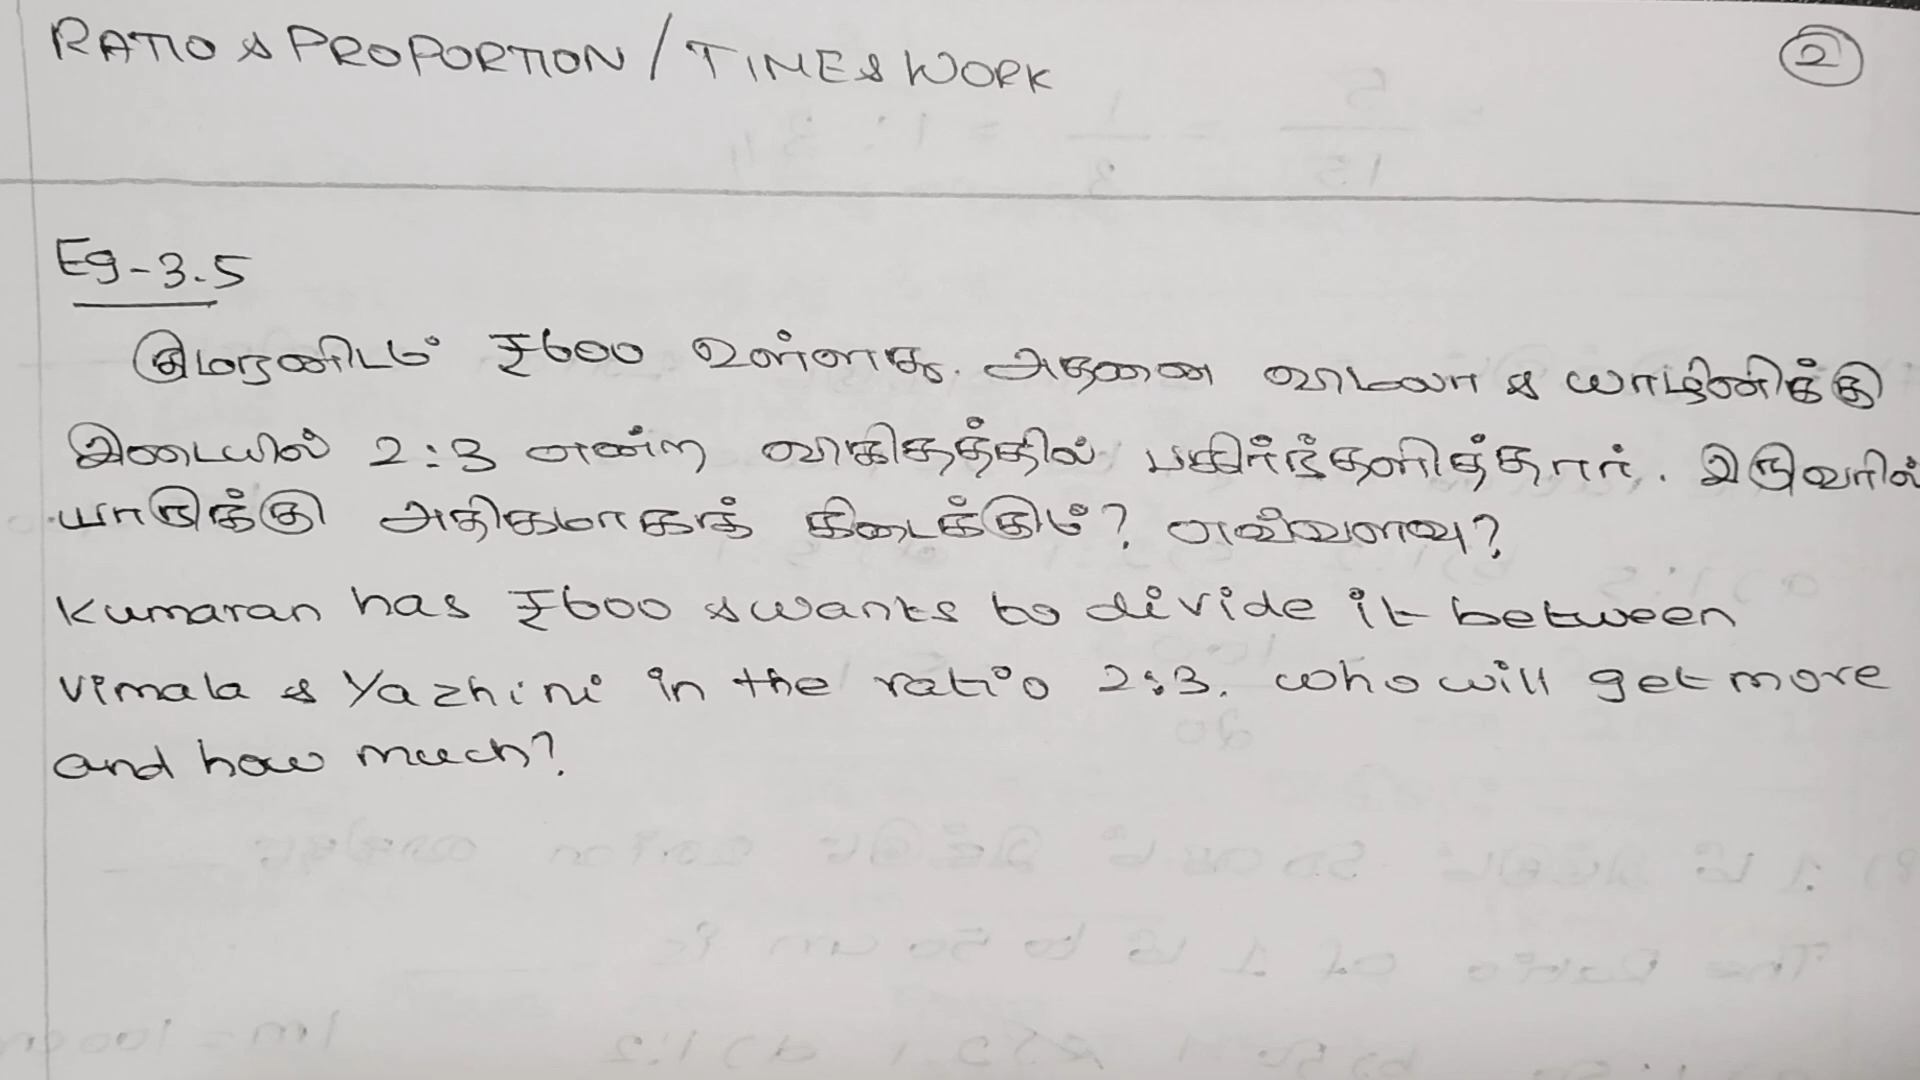 RATIO & PROPORTION / TIME & WORK
2
Eg-3.5
குமரனிடம் ₹600 உள்ளது. அதனை விமலா & யாழினிக்கு
இடையில் 2:3 என்ற விகிதத்தில் பகிர்ந்தளித்தார். இருவரில்
யாருக்கு அதிகமாகக் கிடைக்கும்? எவ்வளவு?
Kumaran has ₹600 & wants to divide it between
Vimala & Yazhini in the ratio 2:3. who will get more
and how much?